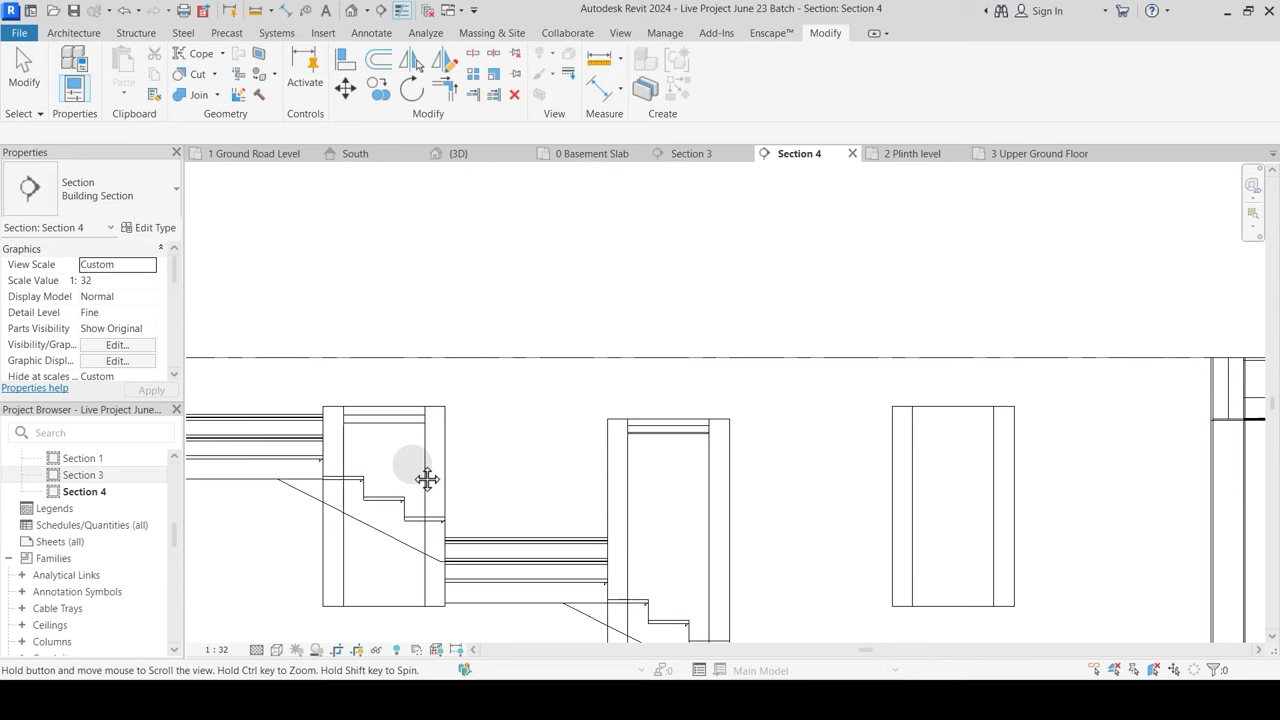 Autodesk Revit 2024 - Live Project June 23 Batch - Section: Section 4
Sign In
File Architecture Structure Steel Precast Systems Insert Annotate Analyze Massing & Site Collaborate View Manage Add-Ins Enscape™ Modify
Modify Paste Cope Cut Join Activate
Select Properties Clipboard Geometry Controls Modify View Measure Create
Properties
1 Ground Road Level South {3D} 0 Basement Slab Section 3 Section 4 2 Plinth level 3 Upper Ground Floor
Section
Building Section
Section: Section 4 Edit Type
Graphics
View Scale Custom
Scale Value 1: 32
Display Model Normal
Detail Level Fine
Parts Visibility Show Original
Visibility/Grap... Edit...
Graphic Displ... Edit...
Hide at scales ... Custom
Properties help Apply
Project Browser - Live Project June...
Search
Section 1
Section 3
Section 4
Legends
Schedules/Quantities (all)
Sheets (all)
Families
Analytical Links
Annotation Symbols
Cable Trays
Ceilings
Columns
1 : 32
Hold button and move mouse to Scroll the view. Hold Ctrl key to Zoom. Hold Shift key to Spin.
:0 Main Model :0